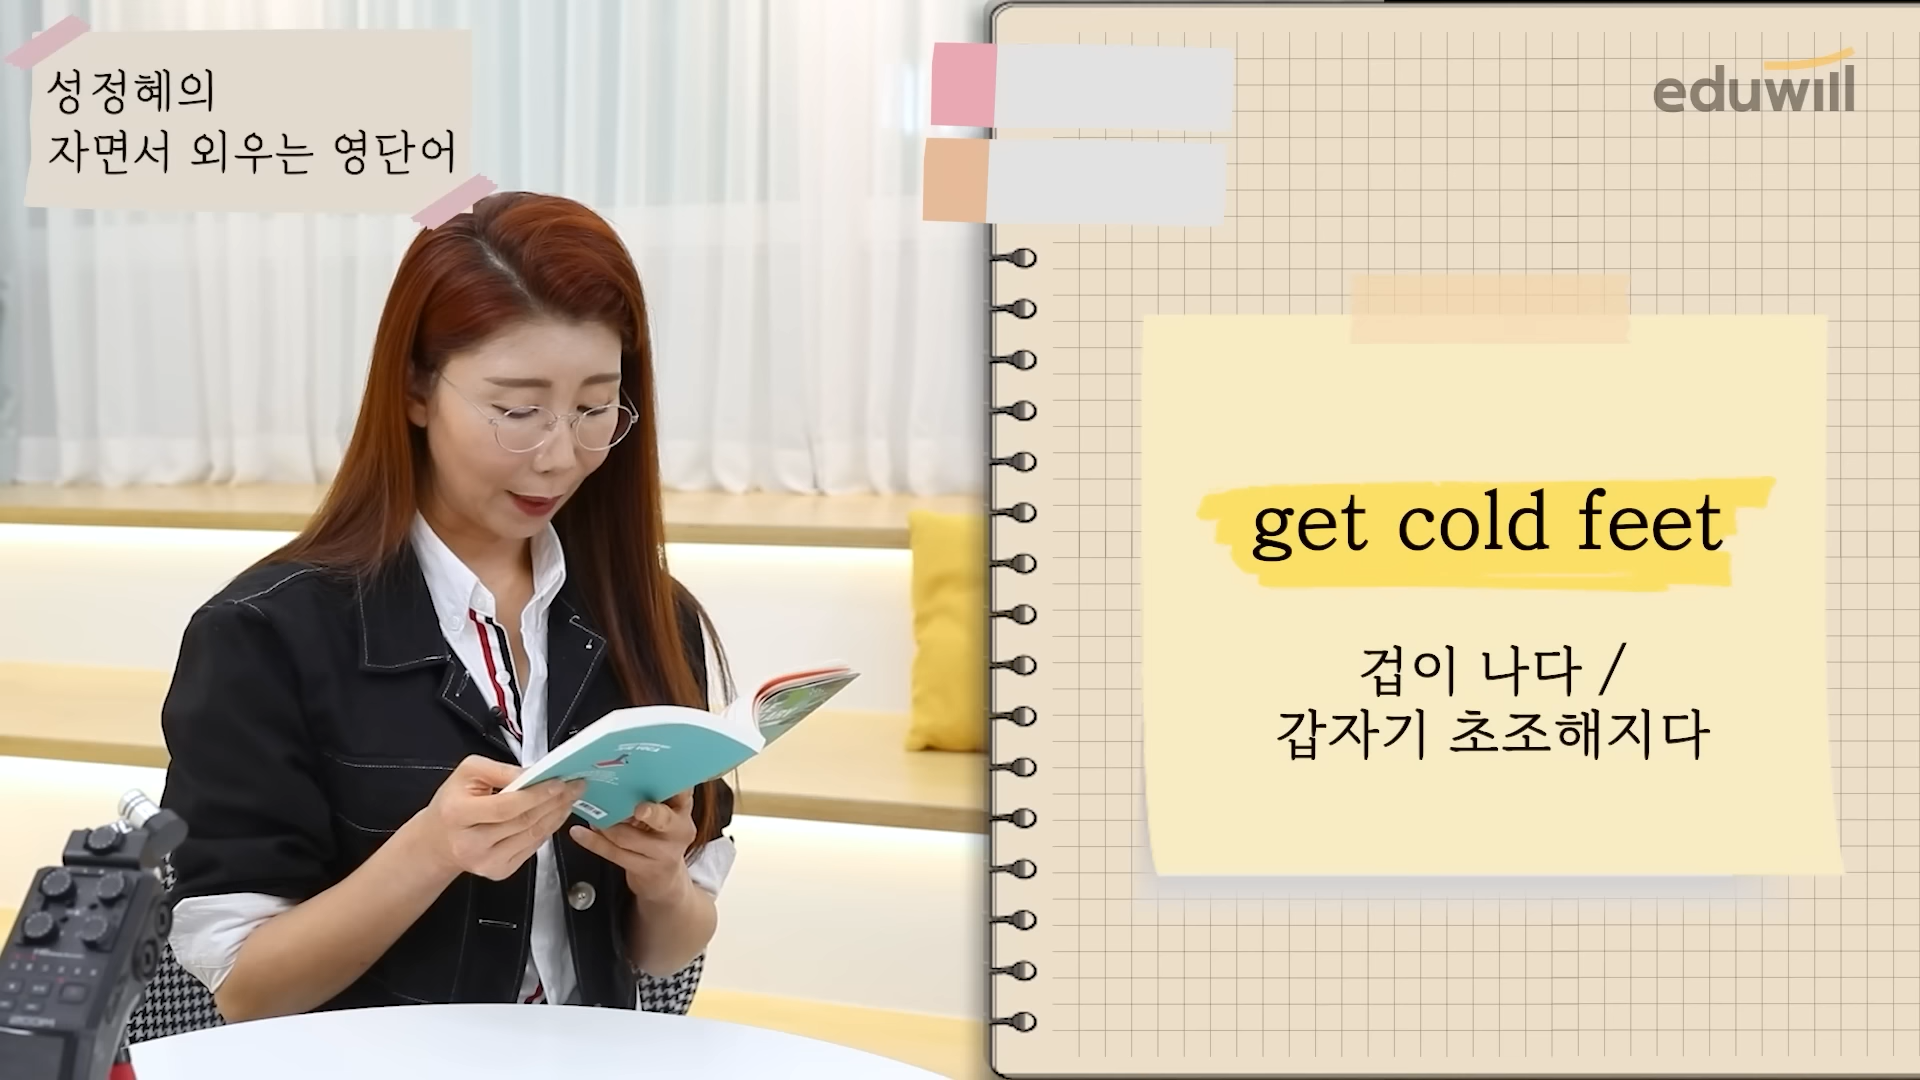 성정혜의
자면서 외우는 영단어
eduwill
get cold feet
겁이 나다 /
갑자기 초조해지다